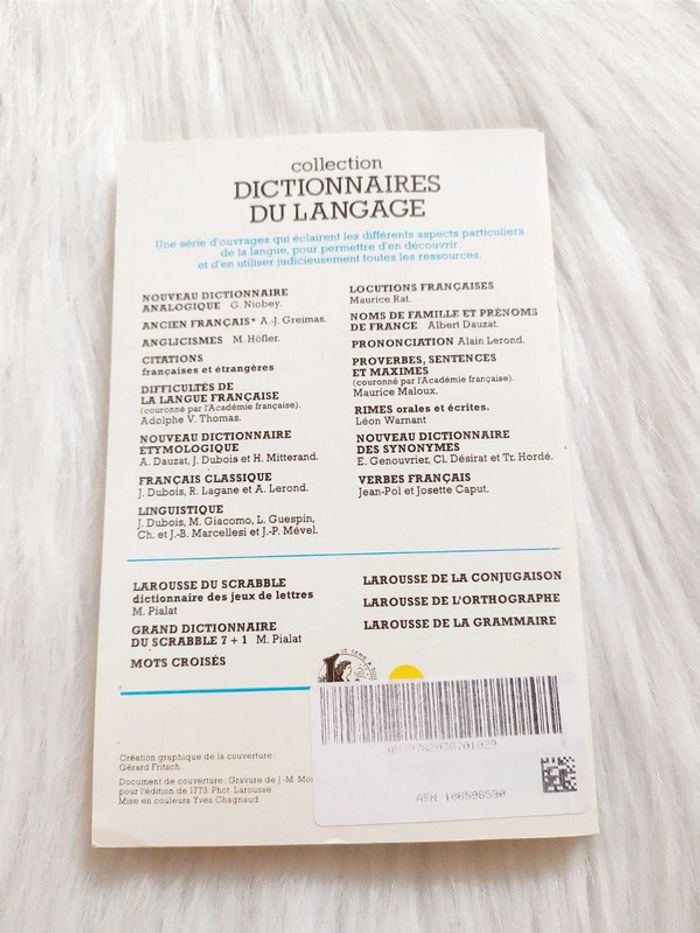 collection
DICTIONNAIRES
DU LANGAGE
Une série d'ouvrages qui éclairent les différents aspects particuliers
de la langue, pour permettre d'en découvrir
et d'en utiliser judicieusement toutes les ressources.
NOUVEAU DICTIONNAIRE
ANALOGIQUE G. Niobey.
ANCIEN FRANÇAIS* A.-J. Greimas.
ANGLICISMES M. Höfler.
CITATIONS
françaises et étrangères
DIFFICULTÉS DE
LA LANGUE FRANÇAISE
(couronné par l'Académie française).
Adolphe V. Thomas.
NOUVEAU DICTIONNAIRE
ÉTYMOLOGIQUE
A. Dauzat, J. Dubois et H. Mitterand.
FRANÇAIS CLASSIQUE
J. Dubois, R. Lagane et A. Lerond.
LINGUISTIQUE
J. Dubois, M. Giacomo, L. Guespin,
Ch. et J.-B. Marcellesi et J.-P. Mével.
LOCUTIONS FRANÇAISES
Maurice Rat.
NOMS DE FAMILLE ET PRÉNOMS
DE FRANCE Albert Dauzat.
PRONONCIATION Alain Lerond.
PROVERBES, SENTENCES
ET MAXIMES
(couronné par l'Académie française).
Maurice Maloux.
RIMES orales et écrites.
Léon Warnant
NOUVEAU DICTIONNAIRE
DES SYNONYMES
E. Genouvrier, Cl. Désirat et Tr. Hordé.
VERBES FRANÇAIS
Jean-Pol et Josette Caput.
LAROUSSE DU SCRABBLE
dictionnaire des jeux de lettres
M. Pialat
GRAND DICTIONNAIRE
DU SCRABBLE 7 + 1 M. Pialat
MOTS CROISÉS
LAROUSSE DE LA CONJUGAISON
LAROUSSE DE L'ORTHOGRAPHE
LAROUSSE DE LA GRAMMAIRE
JE SÈME À TOU
Création graphique de la couverture:
Gérard Fritsch
Document de couverture: Gravure de J.-M. Mo
pour l'édition de 1773. Phot. Larousse.
Mise en couleurs Yves Chagnaud
ASN 106596590